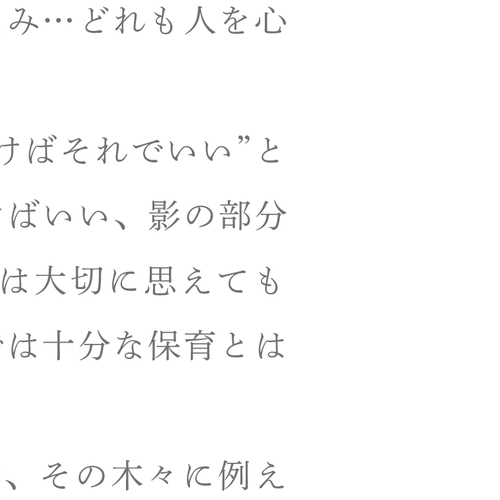 み…どれも人を心
けばそれでいい”と
ばいい、影の部分
は大切に思えても
は十分な保育とは
、その木々に例え